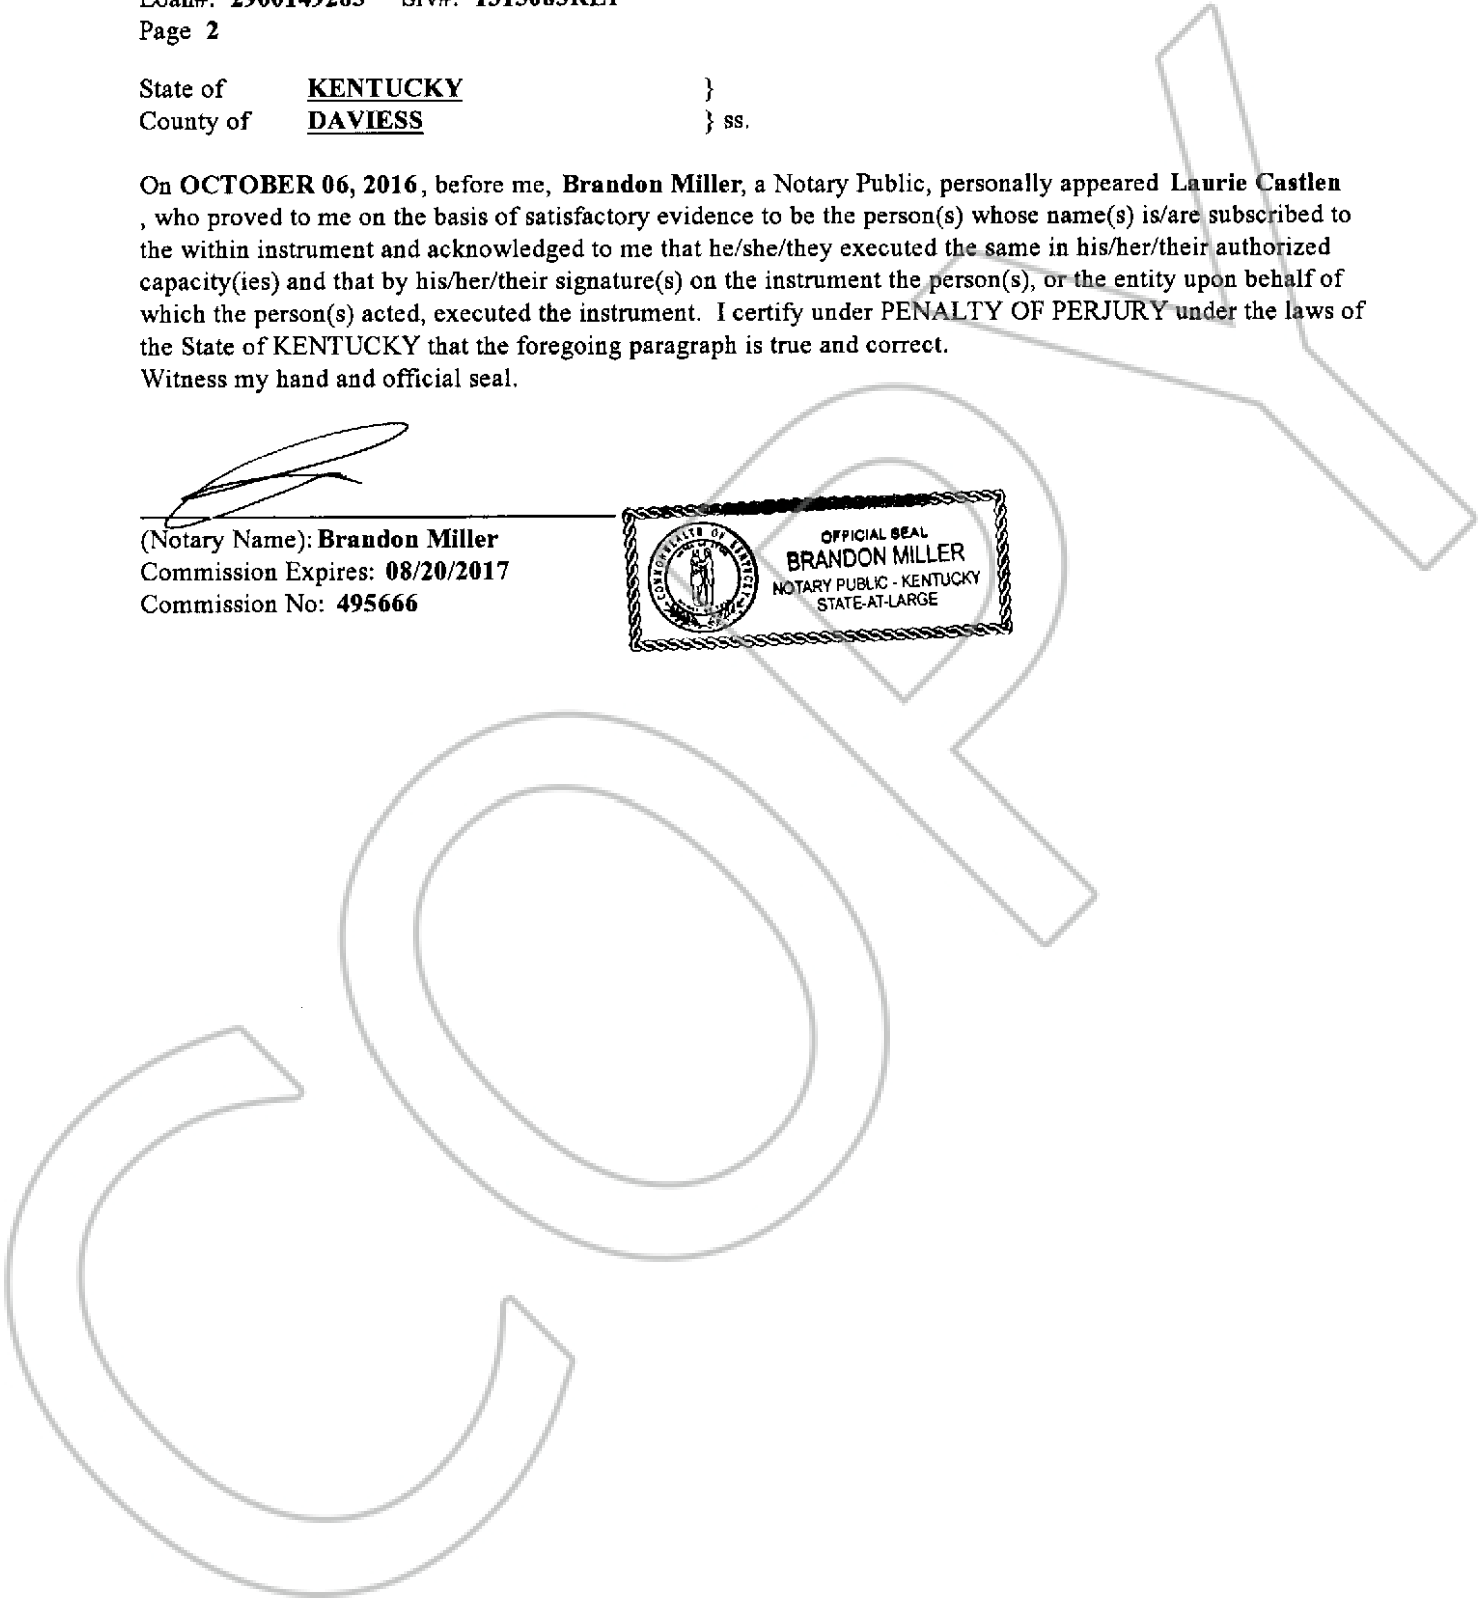 Page 2
State of KENTUCKY }
County of DAVIESS } ss.
On OCTOBER 06, 2016, before me, Brandon Miller, a Notary Public, personally appeared Laurie Castlen
, who proved to me on the basis of satisfactory evidence to be the person(s) whose name(s) is/are subscribed to
the within instrument and acknowledged to me that he/she/they executed the same in his/her/their authorized
capacity(ies) and that by his/her/their signature(s) on the instrument the person(s), or the entity upon behalf of
which the person(s) acted, executed the instrument. I certify under PENALTY OF PERJURY under the laws of
the State of KENTUCKY that the foregoing paragraph is true and correct.
Witness my hand and official seal.
(Notary Name): Brandon Miller
Commission Expires: 08/20/2017
Commission No: 495666
COMMONWEALTH OF KENTUCKY
OFFICIAL SEAL
BRANDON MILLER
NOTARY PUBLIC - KENTUCKY
STATE-AT-LARGE
COPY